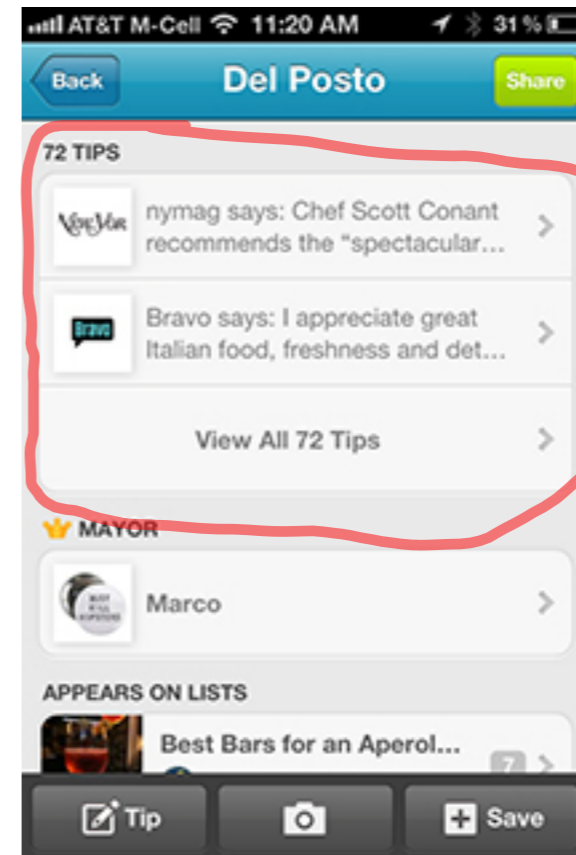 AT&T M-Cell 11:20 AM 31%
Back Del Posto Share
72 TIPS
nymag says: Chef Scott Conant
recommends the "spectacular...
Bravo
Bravo says: I appreciate great
Italian food, freshness and det...
View All 72 Tips
MAYOR
Marco
APPEARS ON LISTS
Best Bars for an Aperol...
7
Tip Save